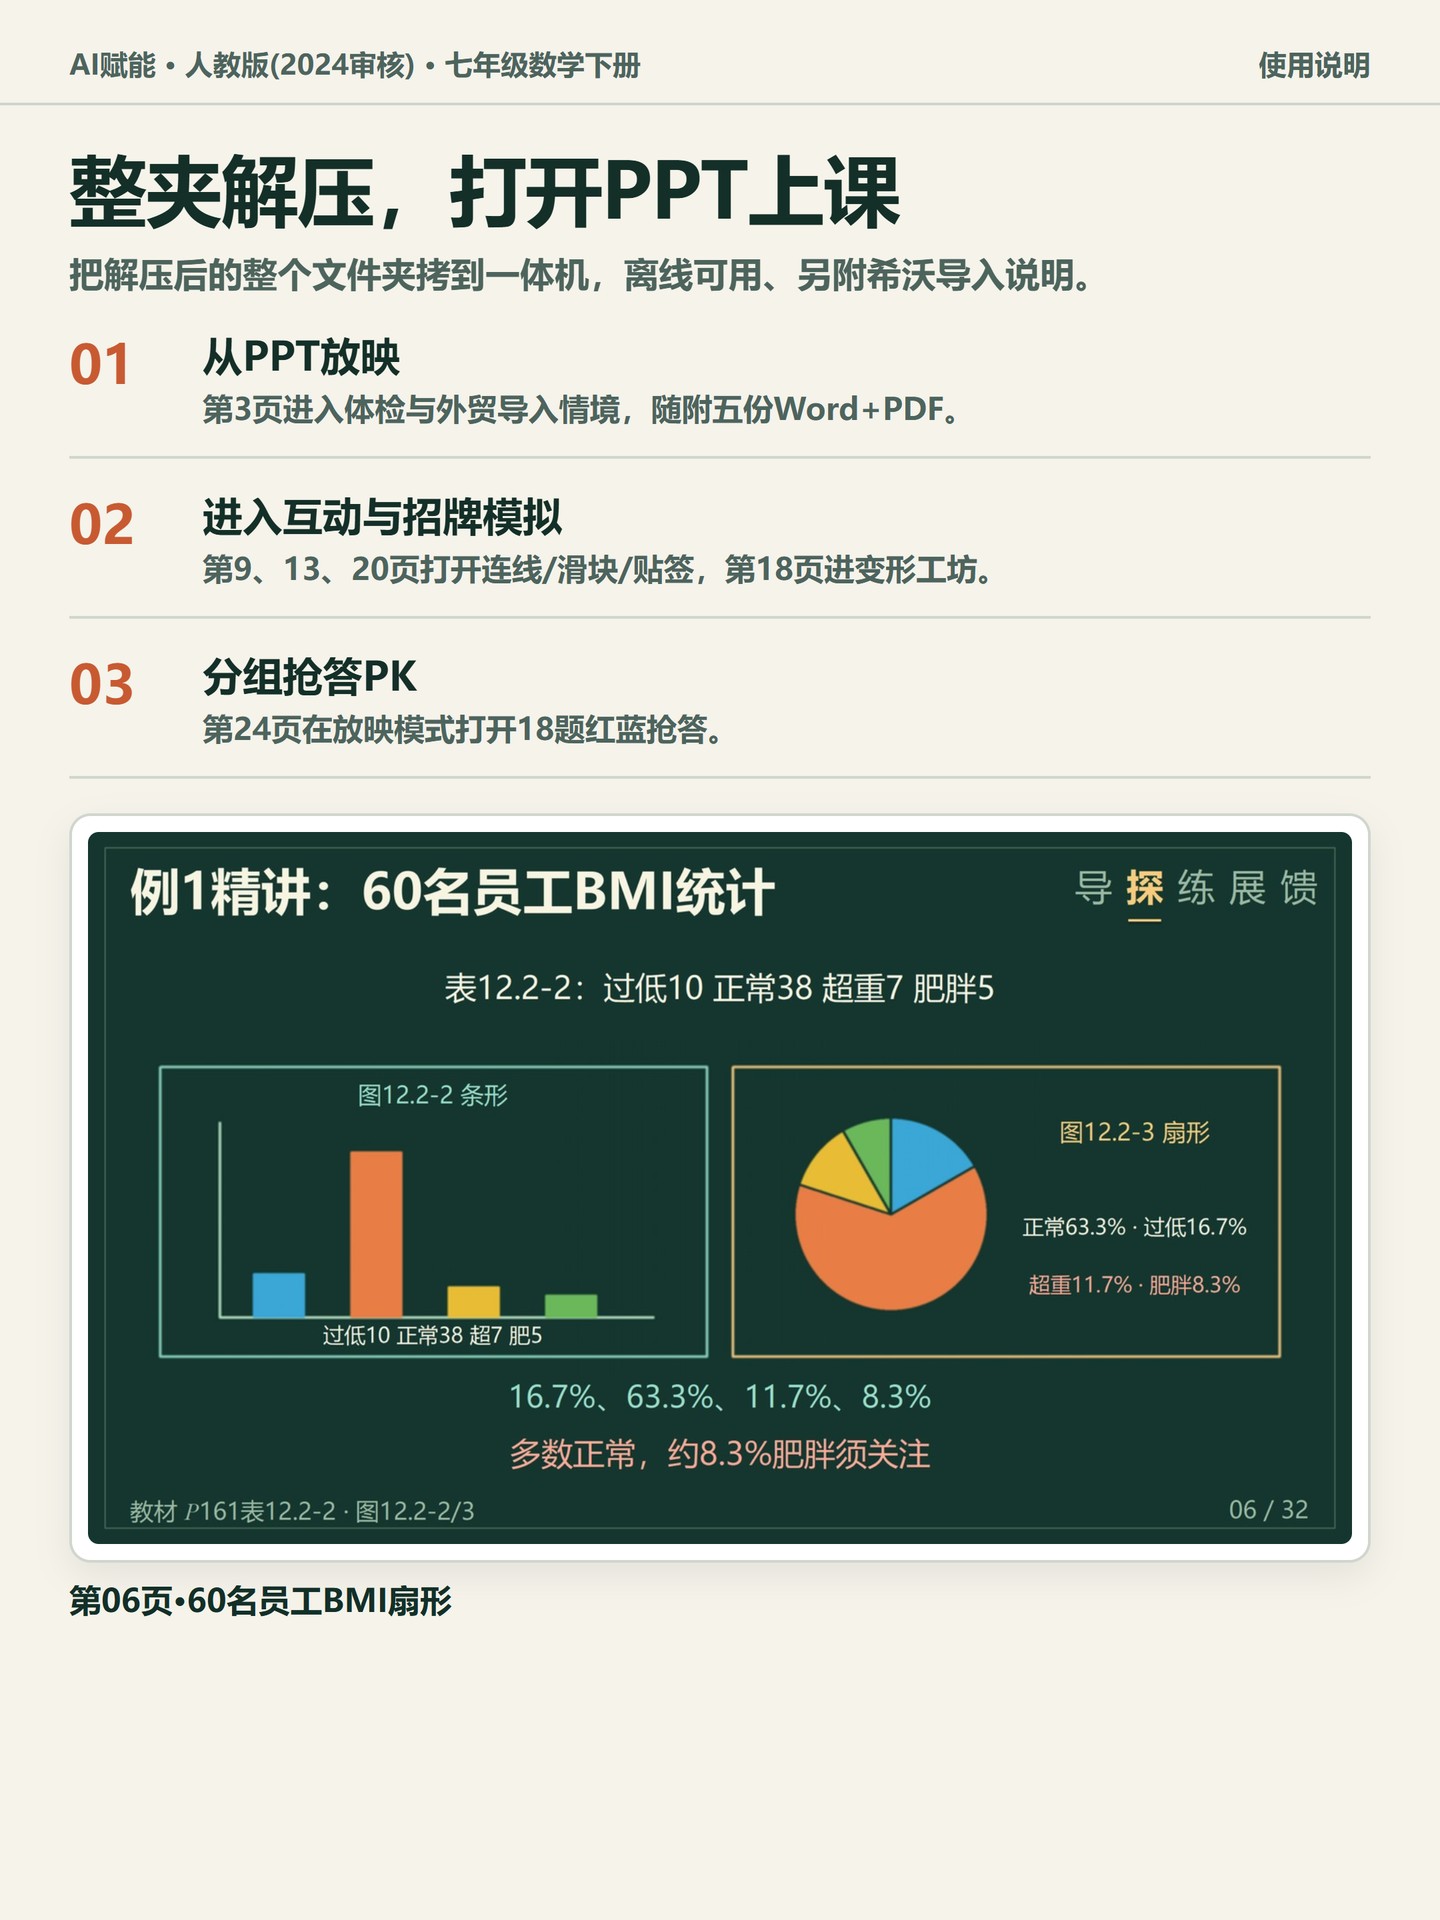 AI赋能 • 人教版(2024审核) • 七年级数学下册
使用说明
整夹解压，打开PPT上课
把解压后的整个文件夹拷到一体机，离线可用、另附希沃导入说明。
01
从PPT放映
第3页进入体检与外贸导入情境，随附五份Word+PDF。
02
进入互动与招牌模拟
第9、13、20页打开连线/滑块/贴签，第18页进变形工坊。
03
分组抢答PK
第24页在放映模式打开18题红蓝抢答。
例1精讲：60名员工BMI统计
导 探 练 展 馈
表12.2-2：过低10 正常38 超重7 肥胖5
图12.2-2 条形
过低10 正常38 超7 肥5
图12.2-3 扇形
正常63.3% · 过低16.7%
超重11.7% · 肥胖8.3%
16.7%、63.3%、11.7%、8.3%
多数正常，约8.3%肥胖须关注
教材 P161表12.2-2 · 图12.2-2/3
06 / 32
第06页•60名员工BMI扇形